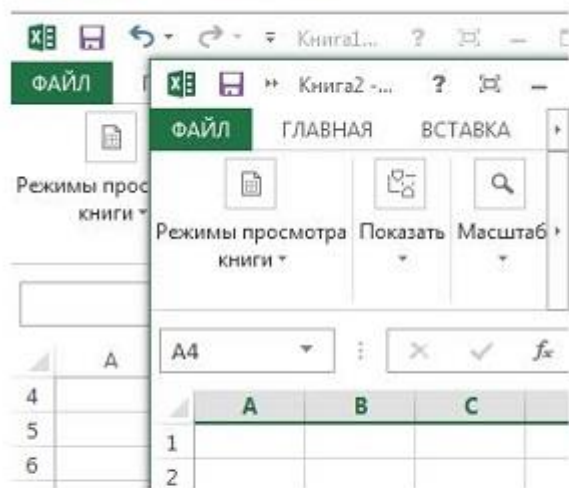 Книга1... ?
ФАЙЛ
Книга2 -... ?
ФАЙЛ ГЛАВНАЯ ВСТАВКА
Режимы прос
книги
Режимы просмотра Показать Масштаб
книги
A4 fx
A
4
5
6
A B C
1
2